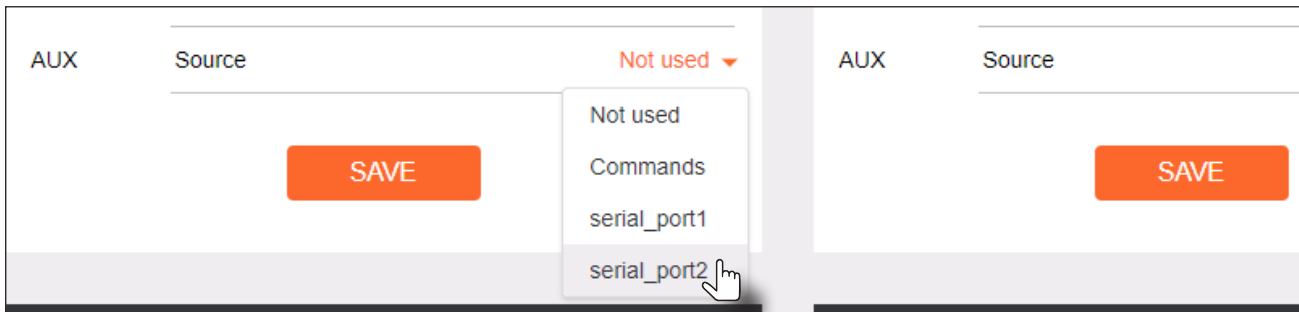 AUX Source Not used AUX Source
Not used
Commands
SAVE SAVE
serial_port1
serial_port2